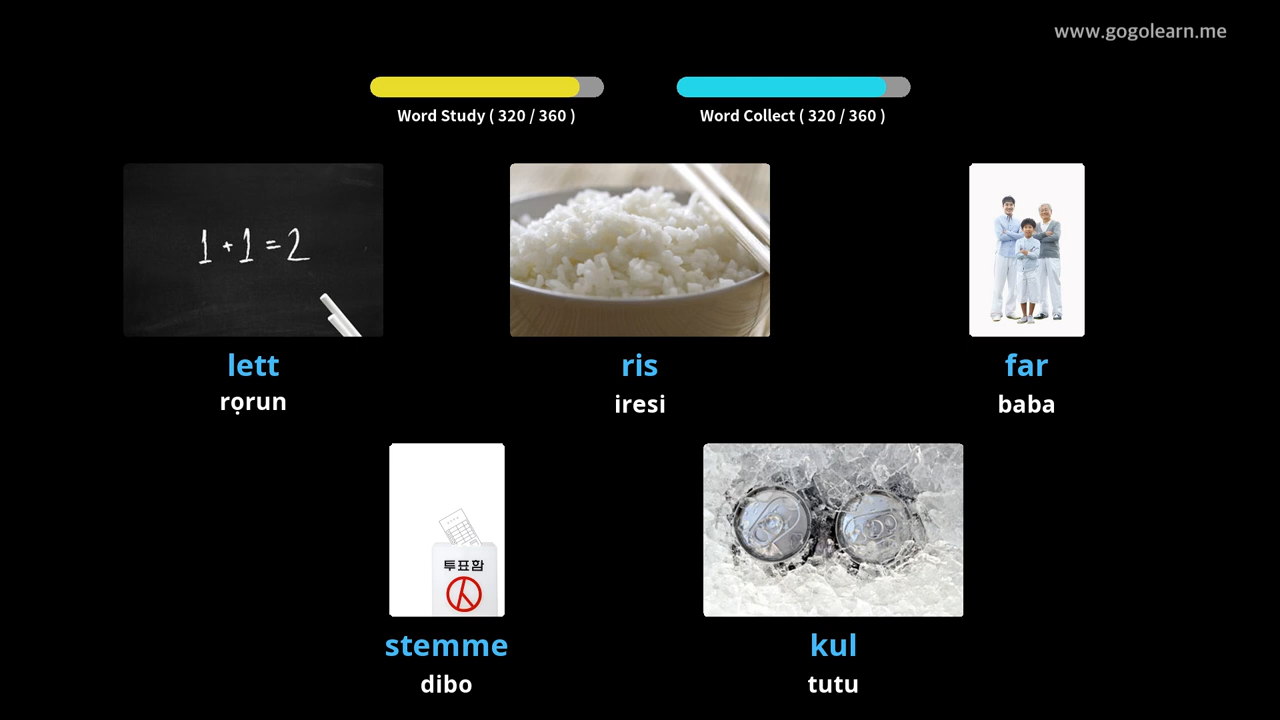 www.gogolearn.me
Word Study ( 320 / 360 )
Word Collect ( 320 / 360 )
1 + 1 = 2
lett
rọrun
ris
iresi
far
baba
투표함
stemme
dibo
kul
tutu